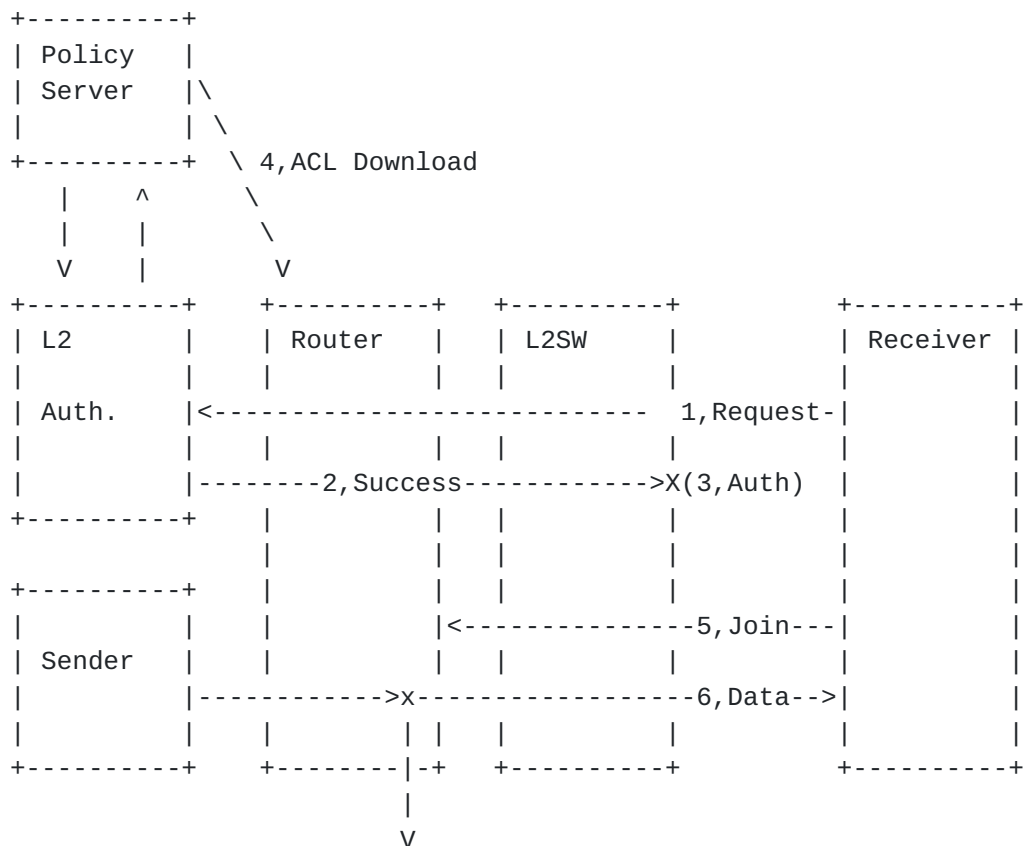 Policy
Server
4,ACL Download
L2 Router L2SW Receiver
Auth. 1,Request
2,Success X(3,Auth)
5,Join
Sender
x 6,Data